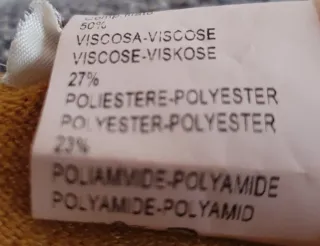 50%
VISCOSA-VISCOSE
VISCOSE-VISKOSE
27%
POLIESTERE-POLYESTER
POLYESTER-POLYESTER
23%
POLIAMMIDE-POLYAMIDE
POLYAMIDE-POLYAMID